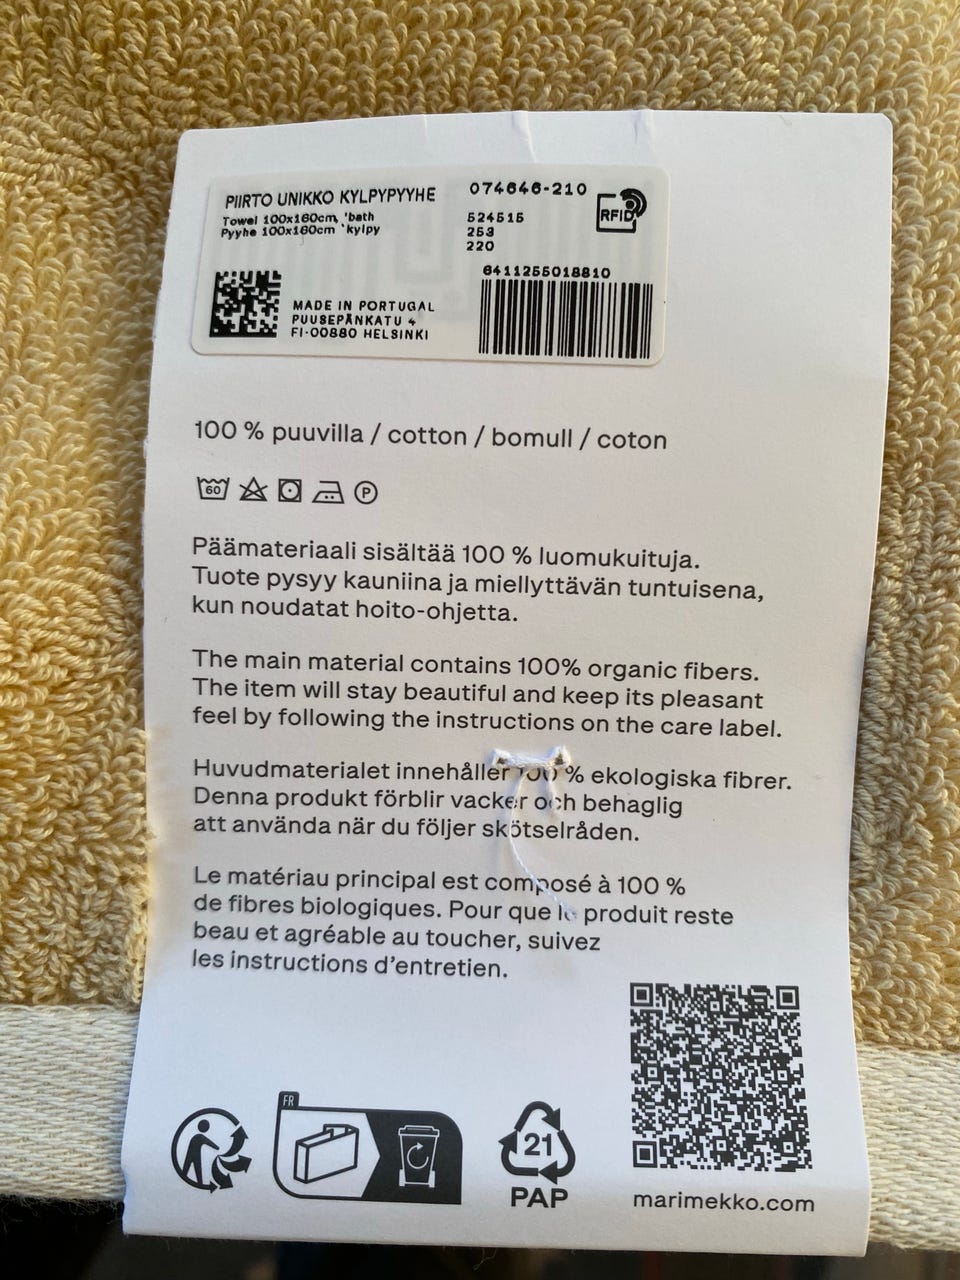 PIIRTO UNIKKO KYLPYPYYHE
Towel 100x160cm, 'bath
Pyyhe 100x160cm 'kylpy
074646-210
524515
253
220
RFID
6411255018810
MADE IN PORTUGAL
PUUSEPÄNKATU 4
FI-00880 HELSINKI
100 % puuvilla / cotton / bomull / coton
60
P
Päämateriaali sisältää 100 % luomukuituja.
Tuote pysyy kauniina ja miellyttävän tuntuisena,
kun noudatat hoito-ohjetta.
The main material contains 100% organic fibers.
The item will stay beautiful and keep its pleasant
feel by following the instructions on the care label.
Huvudmaterialet innehåller 100 % ekologiska fibrer.
Denna produkt förblir vacker och behaglig
att använda när du följer skötselråden.
Le matériau principal est composé à 100 %
de fibres biologiques. Pour que le produit reste
beau et agréable au toucher, suivez
les instructions d'entretien.
FR
21
PAP
marimekko.com